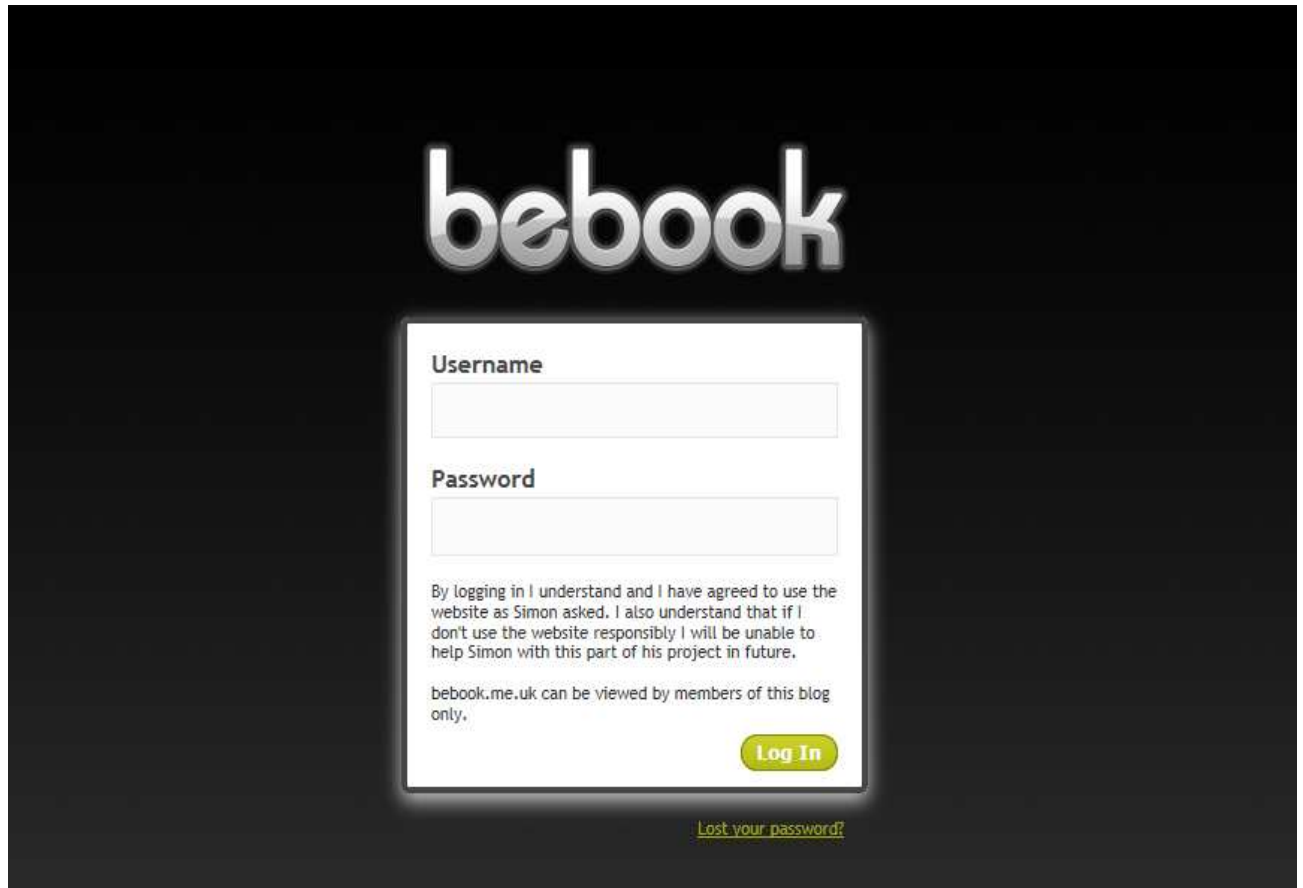 bebook
Username
Password
By logging in I understand and I have agreed to use the
website as Simon asked. I also understand that if I
don't use the website responsibly I will be unable to
help Simon with this part of his project in future.
bebook.me.uk can be viewed by members of this blog
only.
Log In
Lost your password?